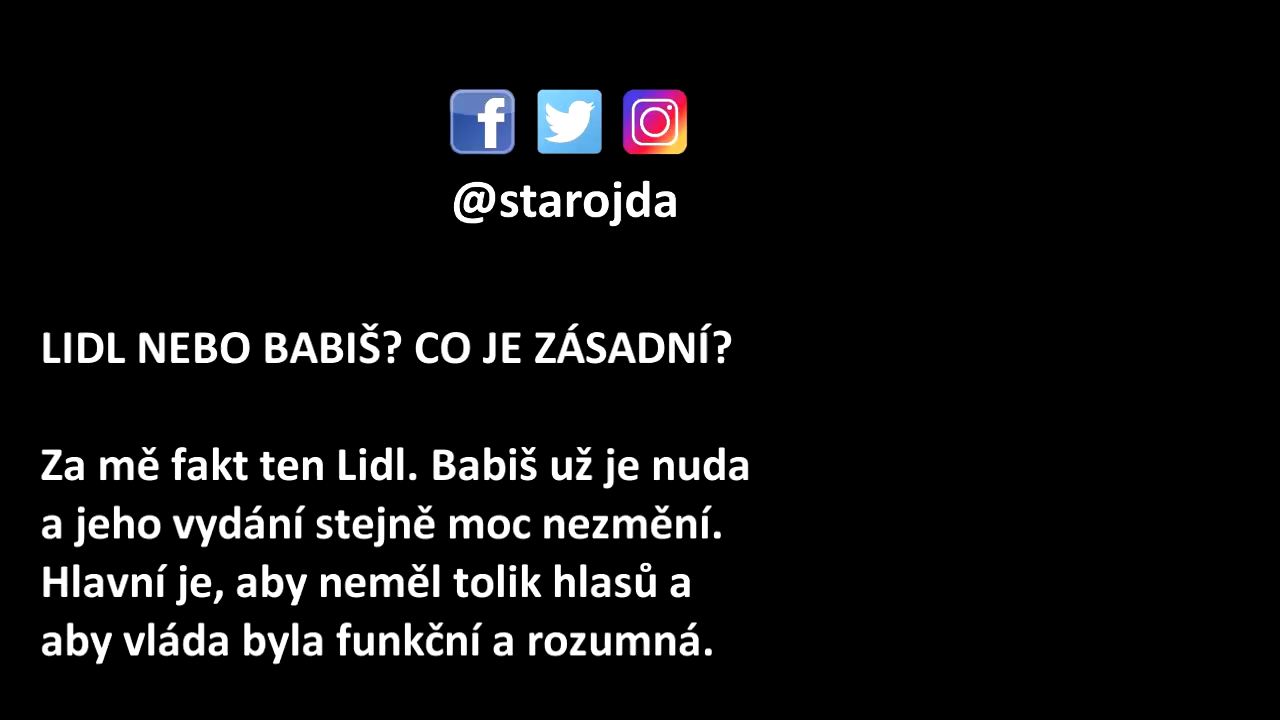 f
@starojda
LIDL NEBO BABIŠ? CO JE ZÁSADNÍ?
Za mě fakt ten Lidl. Babiš už je nuda
a jeho vydání stejně moc nezmění.
Hlavní je, aby neměl tolik hlasů a
aby vláda byla funkční a rozumná.